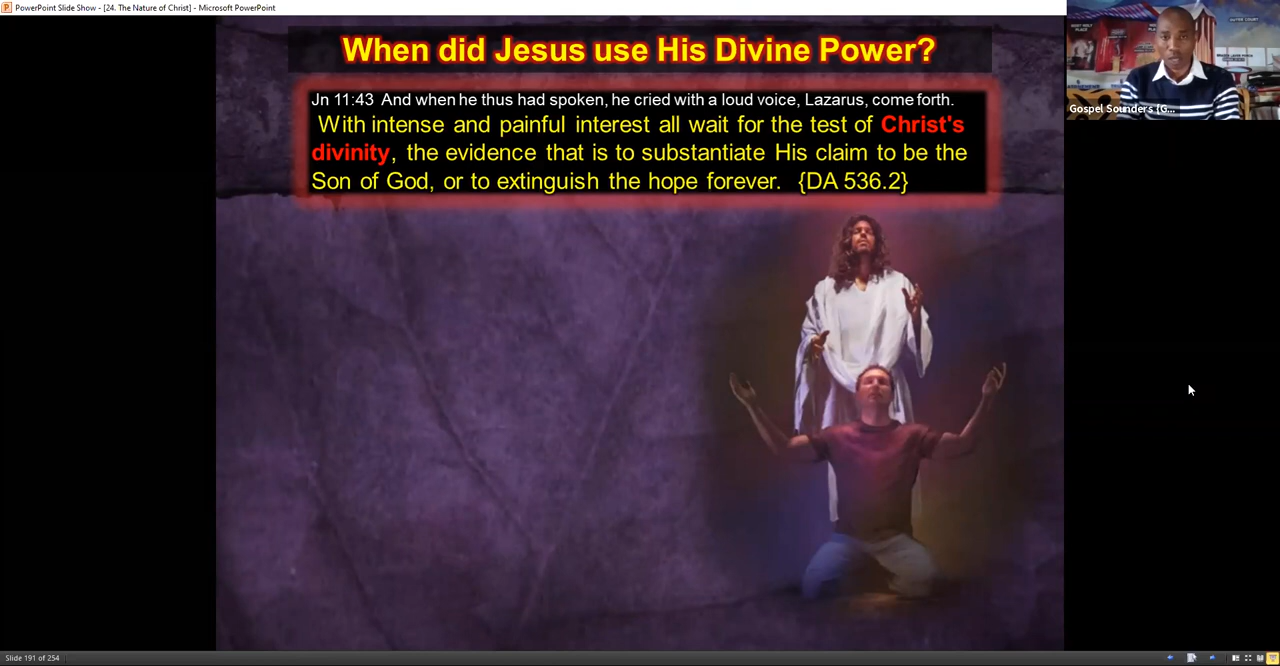 PowerPoint Slide Show - [24. The Nature of Christ] - Microsoft PowerPoint
When did Jesus use His Divine Power?
Jn 11:43 And when he thus had spoken, he cried with a loud voice, Lazarus, come forth.
With intense and painful interest all wait for the test of Christ's
divinity, the evidence that is to substantiate His claim to be the
Son of God, or to extinguish the hope forever. {DA 536.2}
OUTER COURT
Gospel Sounders (G...
Slide 191 of 254